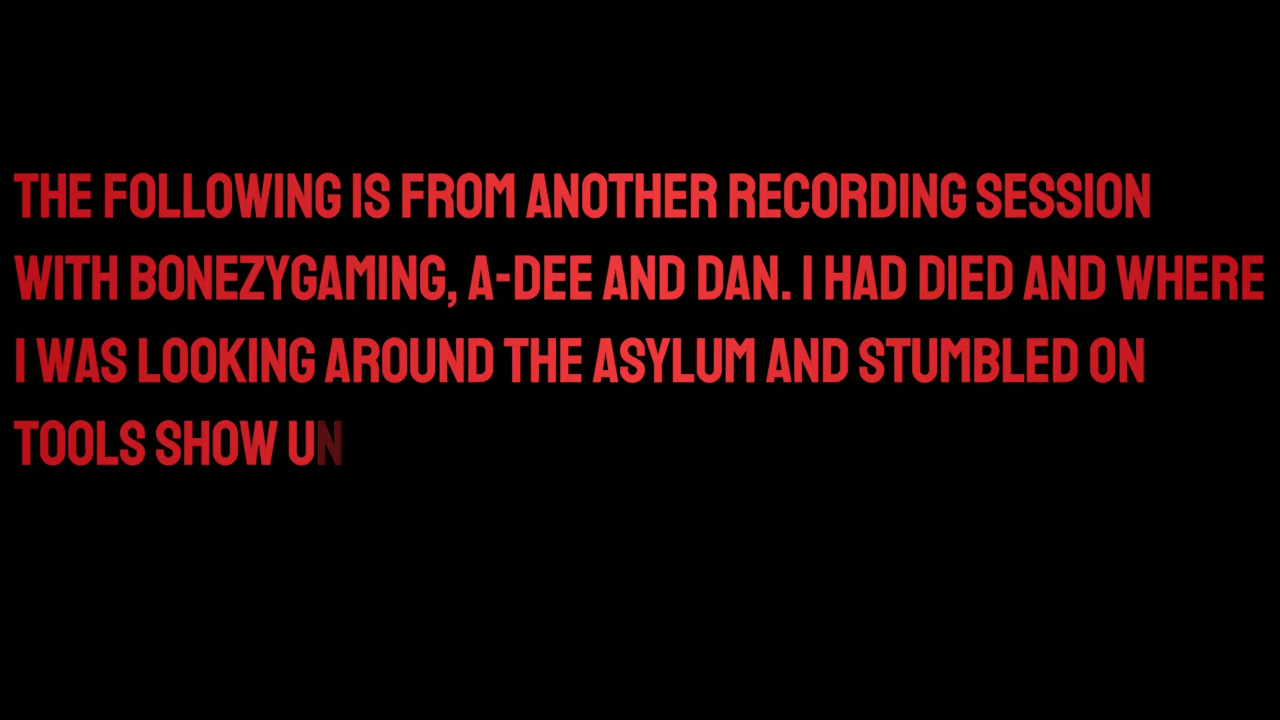 THE FOLLOWING IS FROM ANOTHER RECORDING SESSION
WITH BONEZYGAMING, A-DEE AND DAN. I HAD DIED AND WHERE
I WAS LOOKING AROUND THE ASYLUM AND STUMBLED ON
TOOLS SHOW UN